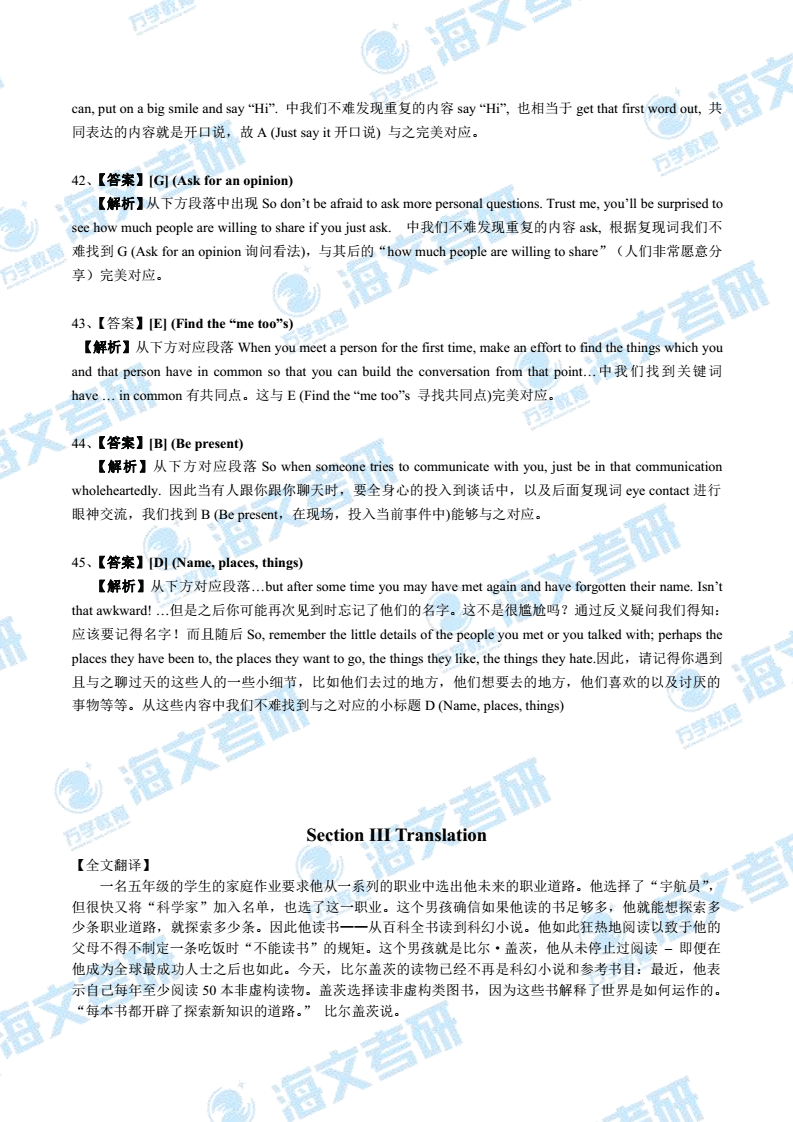 can, put on a big smile and say “Hi”. 中我们不难发现重复的内容 say “Hi”, 也相当于 get that first word out, 共
同表达的内容就是开口说，故 A (Just say it 开口说) 与之完美对应。
42、【答案】[G] (Ask for an opinion)
【解析】从下方段落中出现 So don’t be afraid to ask more personal questions. Trust me, you’ll be surprised to
see how much people are willing to share if you just ask. 中我们不难发现重复的内容 ask, 根据复现词我们不
难找到 G (Ask for an opinion 询问看法)，与其后的“how much people are willing to share”（人们非常愿意分
享）完美对应。
43、【答案】[E] (Find the “me too”s)
【解析】从下方对应段落 When you meet a person for the first time, make an effort to find the things which you
and that person have in common so that you can build the conversation from that point…中我们找到关键词
have … in common 有共同点。这与 E (Find the “me too”s 寻找共同点)完美对应。
44、【答案】[B] (Be present)
【解析】从下方对应段落 So when someone tries to communicate with you, just be in that communication
wholeheartedly. 因此当有人跟你跟你聊天时，要全身心的投入到谈话中，以及后面复现词 eye contact 进行
眼神交流，我们找到 B (Be present，在现场，投入当前事件中)能够与之对应。
45、【答案】[D] (Name, places, things)
【解析】从下方对应段落…but after some time you may have met again and have forgotten their name. Isn’t
that awkward! …但是之后你可能再次见到时忘记了他们的名字。这不是很尴尬吗？通过反义疑问我们得知：
应该要记得名字！而且随后 So, remember the little details of the people you met or you talked with; perhaps the
places they have been to, the places they want to go, the things they like, the things they hate.因此，请记得你遇到
且与之聊过天的这些人的一些小细节，比如他们去过的地方，他们想要去的地方，他们喜欢的以及讨厌的
事物等等。从这些内容中我们不难找到与之对应的小标题 D (Name, places, things)
Section III Translation
【全文翻译】
一名五年级的学生的家庭作业要求他从一系列的职业中选出他未来的职业道路。他选择了“宇航员”，
但很快又将“科学家”加入名单，也选了这一职业。这个男孩确信如果他读的书足够多，他就能想探索多
少条职业道路，就探索多少条。因此他读书——从百科全书读到科幻小说。他如此狂热地阅读以致于他的
父母不得不制定一条吃饭时“不能读书”的规矩。这个男孩就是比尔·盖茨，他从未停止过阅读 – 即便在
他成为全球最成功人士之后也如此。今天，比尔盖茨的读物已经不再是科幻小说和参考书目：最近，他表
示自己每年至少阅读 50 本非虚构读物。盖茨选择读非虚构类图书，因为这些书解释了世界是如何运作的。
“每本书都开辟了探索新知识的道路。” 比尔盖茨说。
万学教育 海文考研